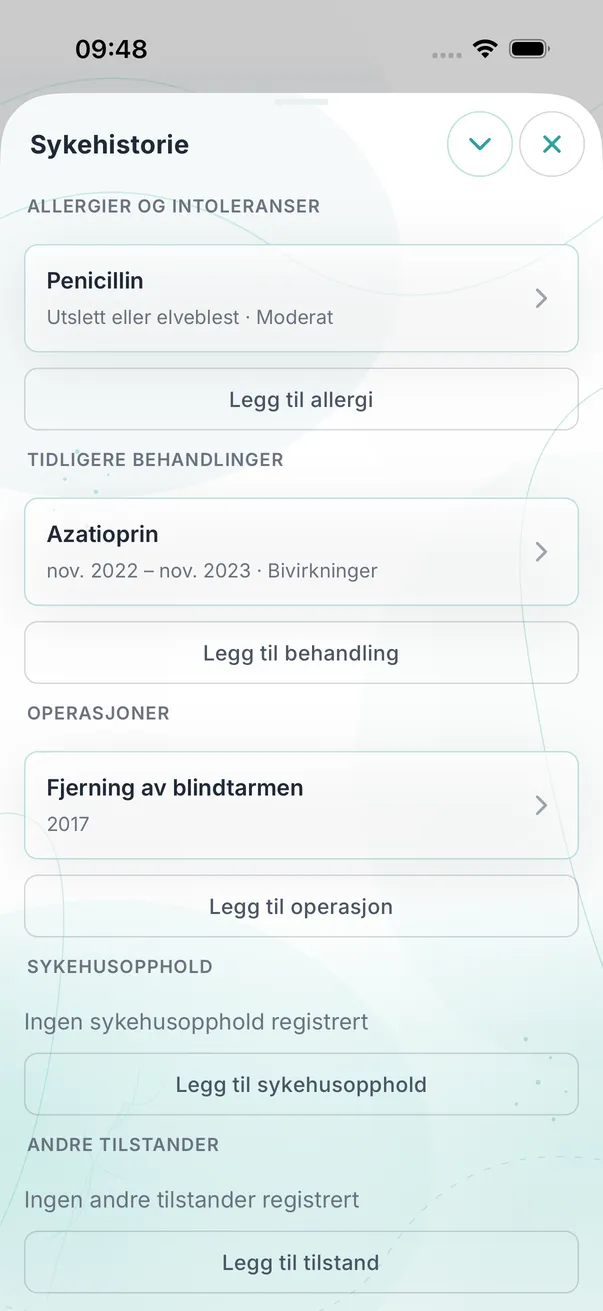 09:48
Sykehistorie
ALLERGIER OG INTOLERANSER
Penicillin
Utslett eller elveblest · Moderat
Legg til allergi
TIDLIGERE BEHANDLINGER
Azatioprin
nov. 2022 – nov. 2023 · Bivirkninger
Legg til behandling
OPERASJONER
Fjerning av blindtarmen
2017
Legg til operasjon
SYKEHUSOPPHOLD
Ingen sykehusopphold registrert
Legg til sykehusopphold
ANDRE TILSTANDER
Ingen andre tilstander registrert
Legg til tilstand